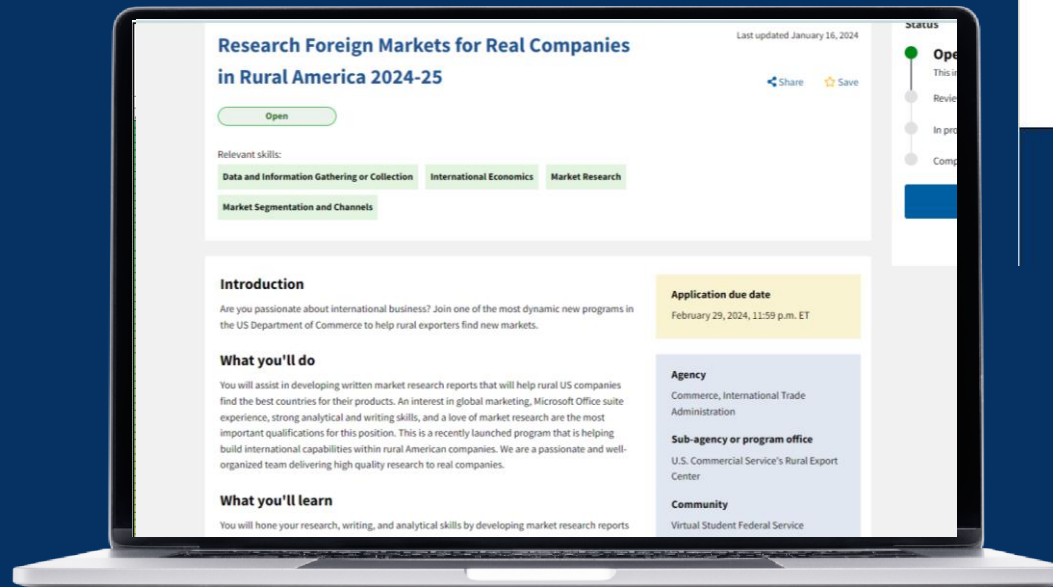 Research Foreign Markets for Real Companies
in Rural America 2024-25
Last updated January 16, 2024
Share
Save
Open
Relevant skills:
Data and Information Gathering or Collection
International Economics
Market Research
Market Segmentation and Channels
Introduction
Are you passionate about international business? Join one of the most dynamic new programs in
the US Department of Commerce to help rural exporters find new markets.
What you'll do
You will assist in developing written market research reports that will help rural US companies
find the best countries for their products. An interest in global marketing, Microsoft Office suite
experience, strong analytical and writing skills, and a love of market research are the most
important qualifications for this position. This is a recently launched program that is helping
build international capabilities within rural American companies. We are a passionate and well-
organized team delivering high quality research to real companies.
What you'll learn
You will hone your research, writing, and analytical skills by developing market research reports
Application due date
February 29, 2024, 11:59 p.m. ET
Agency
Commerce, International Trade
Administration
Sub-agency or program office
U.S. Commercial Service's Rural Export
Center
Community
Virtual Student Federal Service
Status
This